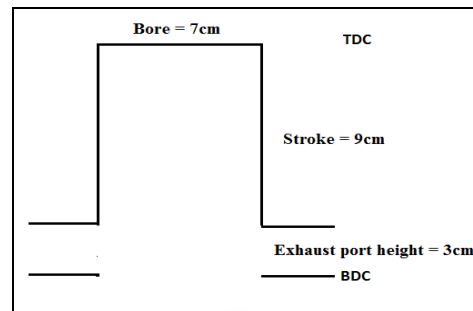 Bore = 7cm
TDC
Stroke = 9cm
Exhaust port height = 3cm
BDC